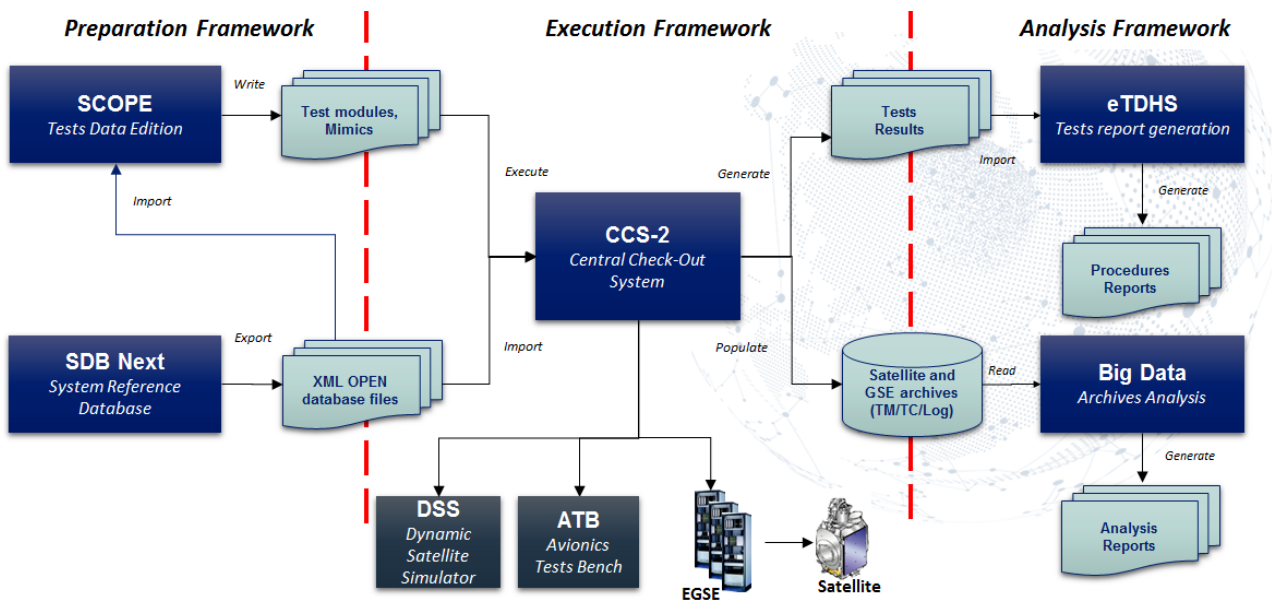 Preparation Framework
Execution Framework
Analysis Framework
SCOPE
Tests Data Edition
Write
Test modules,
Mimics
Import
Execute
SDB Next
System Reference
Database
Export
XML OPEN
database files
Import
CCS-2
Central Check-Out
System
Generate
Populate
Tests
Results
Import
eTDHS
Tests report generation
Generate
Procedures
Reports
Satellite and
GSE archives
(TM/TC/Log)
Read
Big Data
Archives Analysis
Generate
Analysis
Reports
DSS
Dynamic
Satellite
Simulator
ATB
Avionics
Tests Bench
EGSE
Satellite